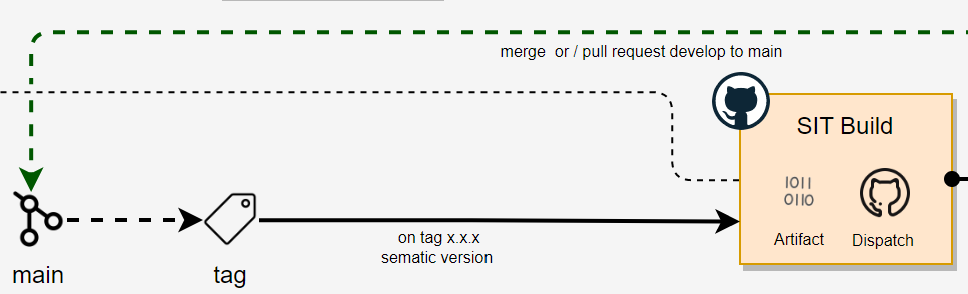 merge  or / pull request develop to main
SIT Build
1011
0110
Artifact
Dispatch
on tag x.x.x
sematic version
main
tag